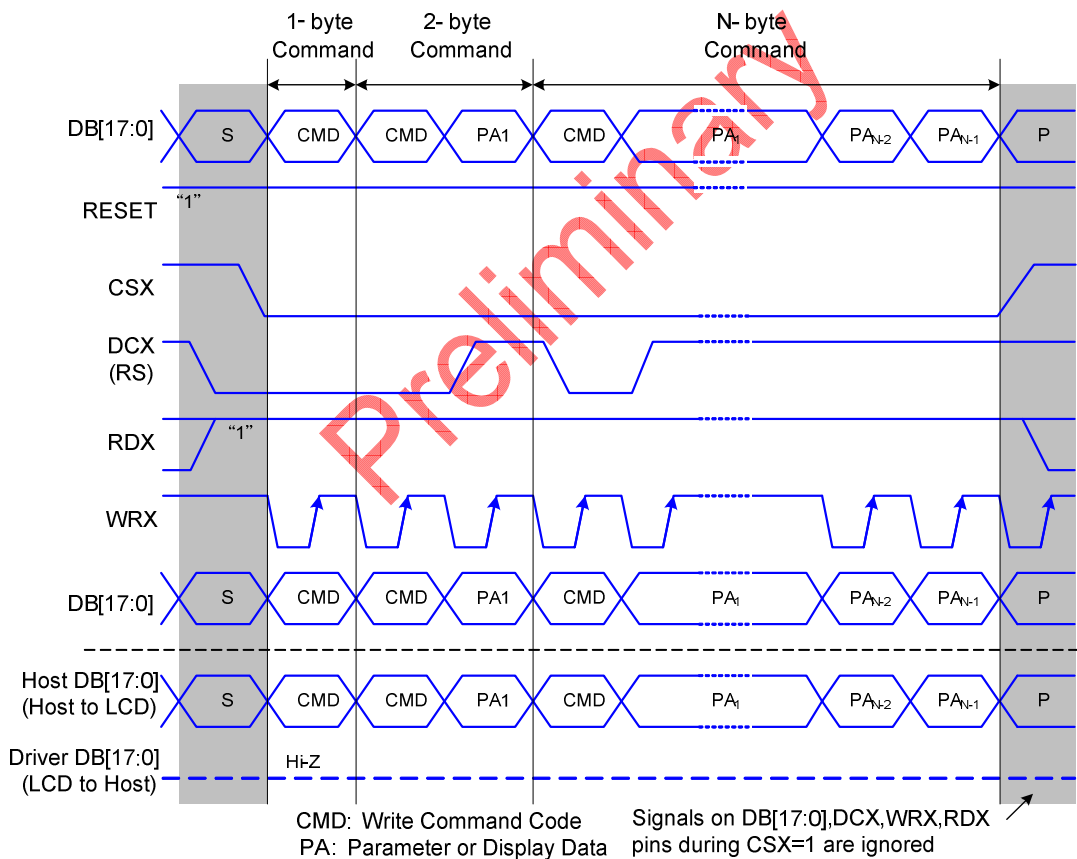 1- byte
Command
2- byte
Command
N- byte
Command
DB[17:0]
S
CMD
CMD
PA1
CMD
PA1
PAN-2
PAN-1
P
RESET
“1”
CSX
DCX
(RS)
RDX
“1”
WRX
DB[17:0]
S
CMD
CMD
PA1
CMD
PA1
PAN-2
PAN-1
P
Host DB[17:0]
(Host to LCD)
S
CMD
CMD
PA1
CMD
PA1
PAN-2
PAN-1
P
Driver DB[17:0]
(LCD to Host)
Hi-Z
CMD: Write Command Code
PA: Parameter or Display Data
Signals on DB[17:0],DCX,WRX,RDX
pins during CSX=1 are ignored
Preliminary